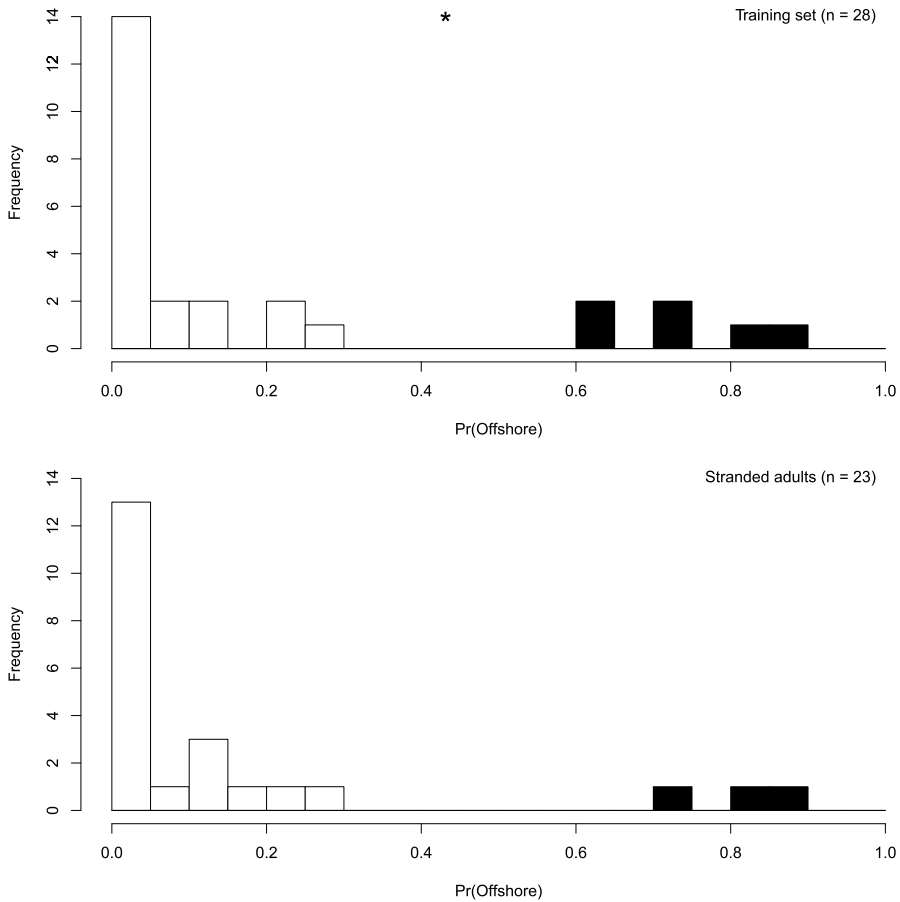 *
Training set (n = 28)
14
12
10
8
6
4
2
0
Frequency
0.0 0.2 0.4 0.6 0.8 1.0
Pr(Offshore)
Stranded adults (n = 23)
14
12
10
8
6
4
2
0
Frequency
0.0 0.2 0.4 0.6 0.8 1.0
Pr(Offshore)